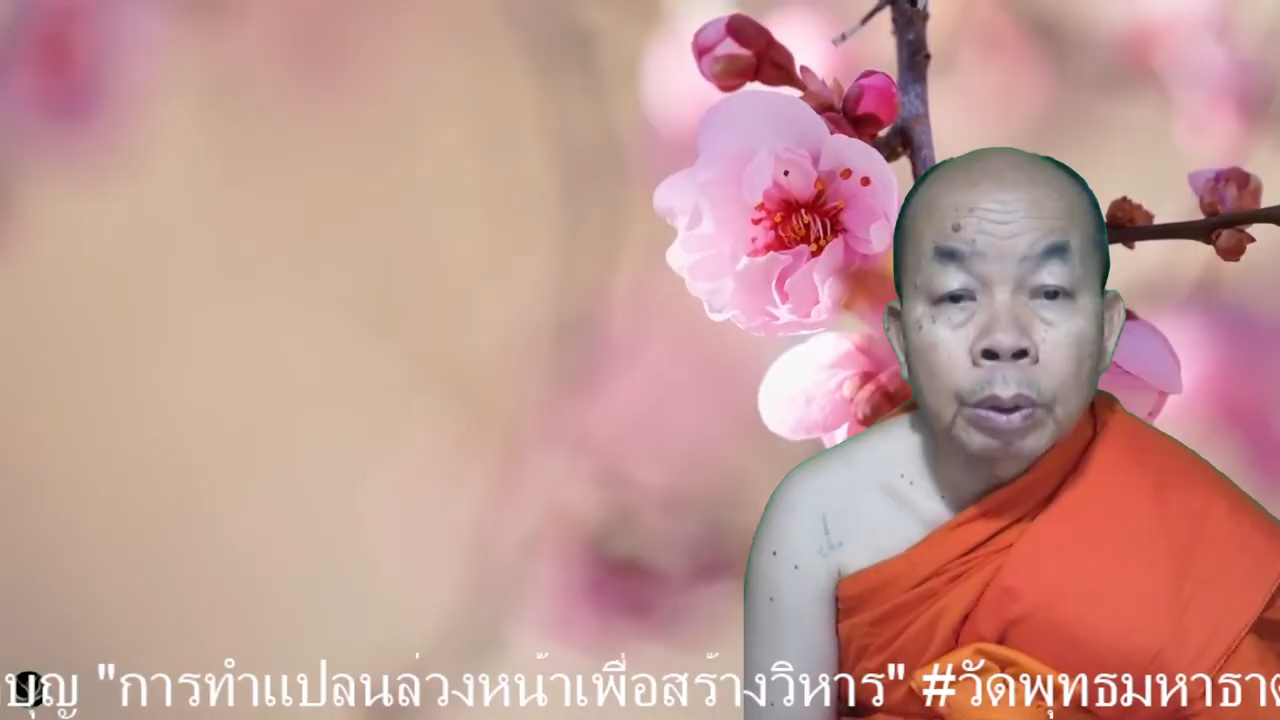 บุญ "การทำแปลนล่วงหน้าเพื่อสร้างวิหาร" #วัดพุทธมหาธาตุ